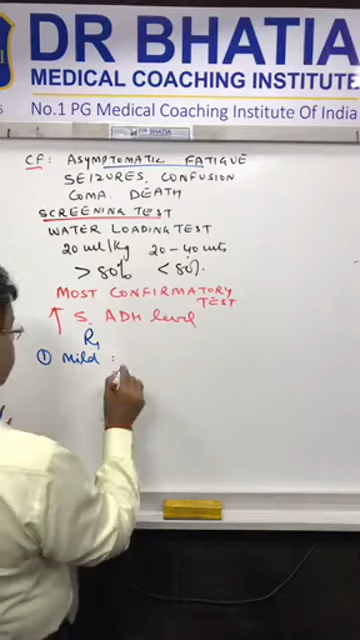 DR BHATIA
MEDICAL COACHING INSTITUTE
No.1 PG Medical Coaching Institute Of India
DR BHATIA
CF: ASYMPTOMATIC FATIGUE
SEIZURES, CONFUSION
COMA. DEATH
SCREENING TEST
WATER LOADING TEST
20 ml/kg 20-40 mts
>80% <80%.
MOST CONFIRMATORY
TEST
↑ S. ADH level
Rx
① Mild :